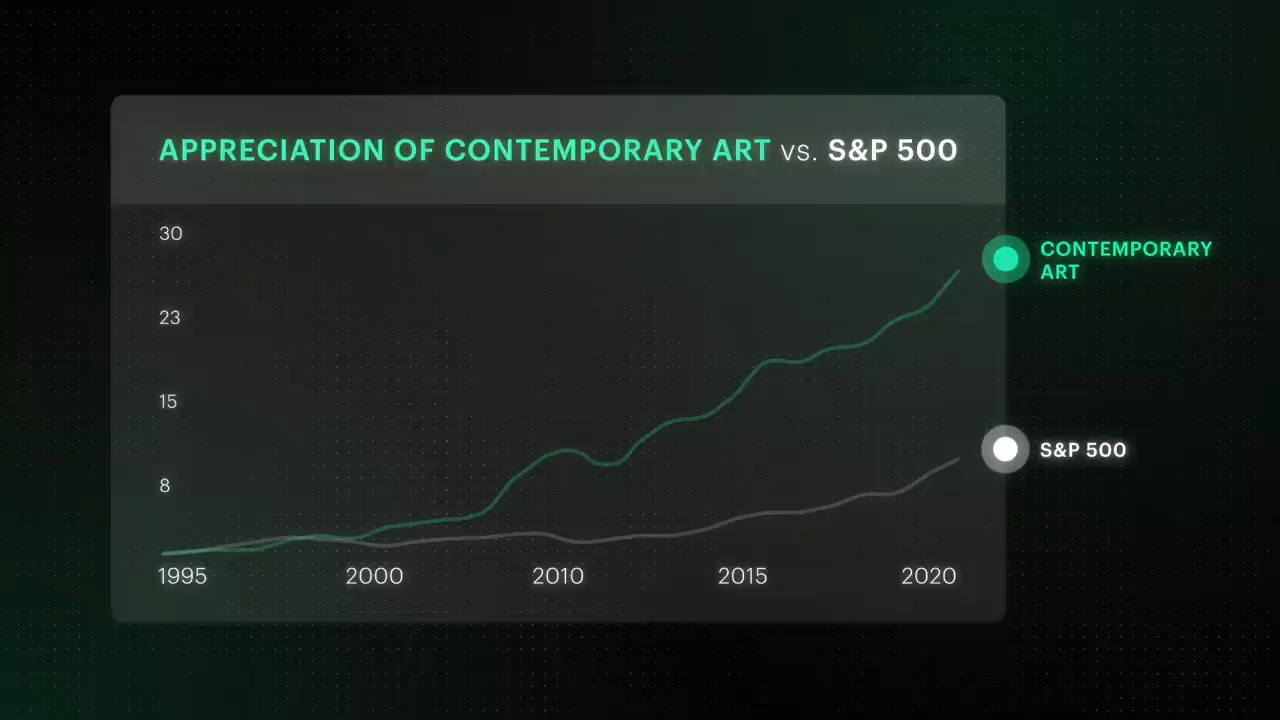 APPRECIATION OF CONTEMPORARY ART vs. S&P 500
30
CONTEMPORARY
ART
23
15
S&P 500
8
1995 2000 2010 2015 2020